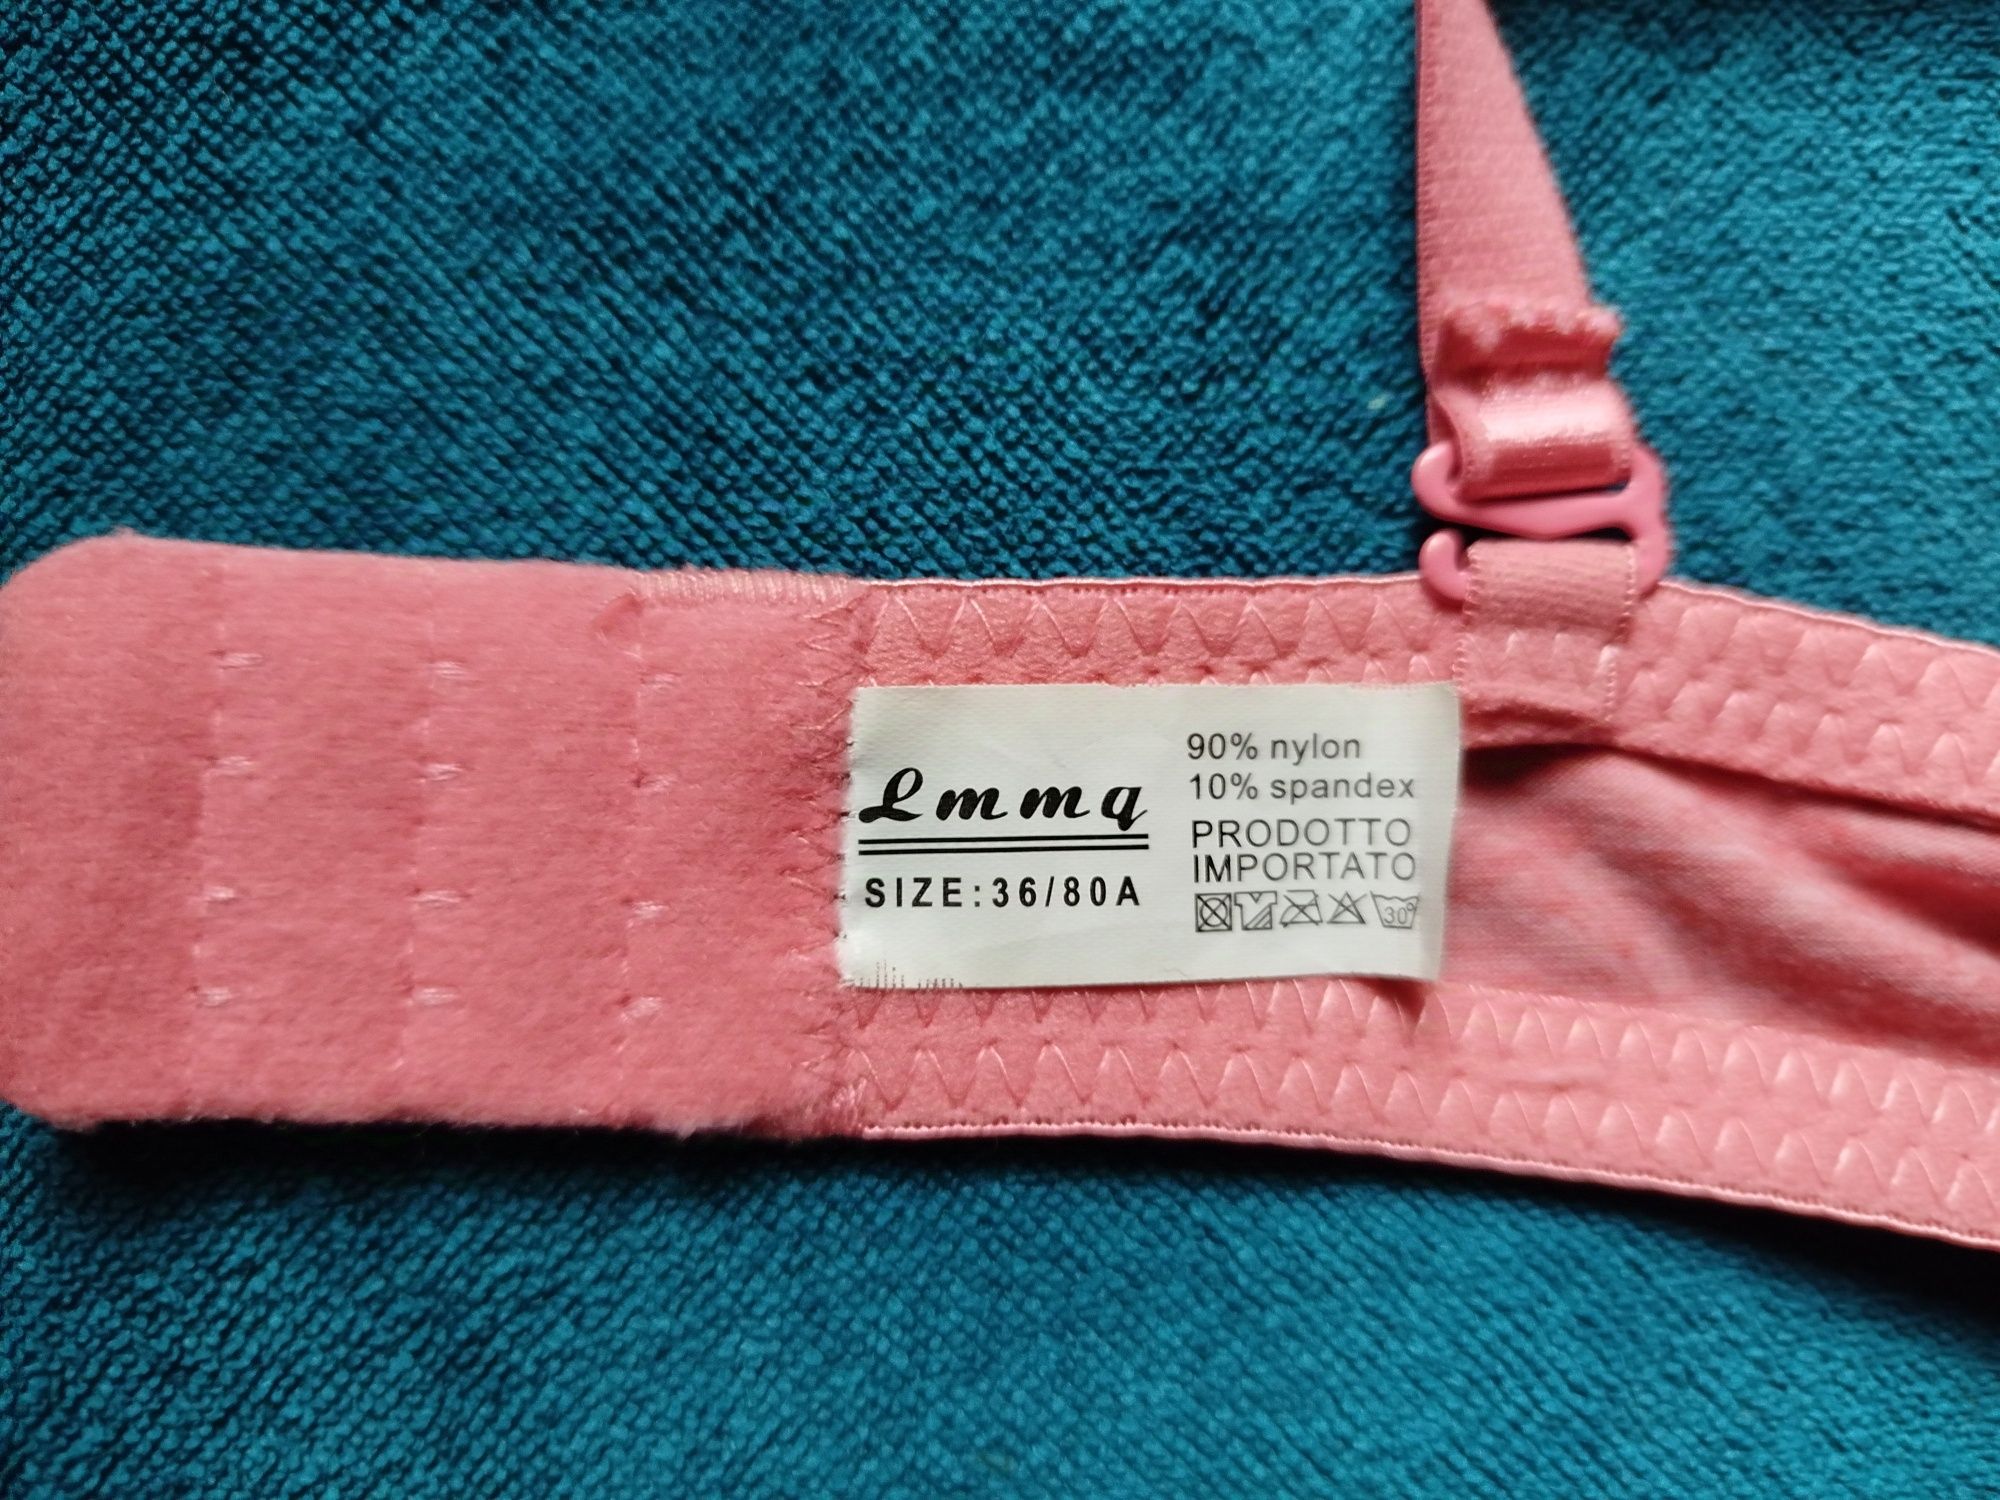 Lmmq
SIZE:36/80A
90% nylon
10% spandex
PRODOTTO
IMPORTATO
30°